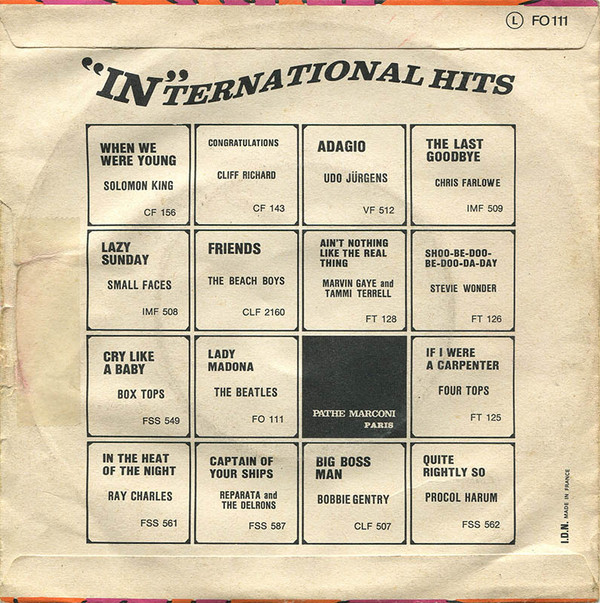 Ⓛ FO 111
"IN"TERNATIONAL HITS
WHEN WE
WERE YOUNG
SOLOMON KING
CF 156
CONGRATULATIONS
CLIFF RICHARD
CF 143
ADAGIO
UDO JÜRGENS
VF 512
THE LAST
GOODBYE
CHRIS FARLOWE
IMF 509
LAZY
SUNDAY
SMALL FACES
IMF 508
FRIENDS
THE BEACH BOYS
CLF 2160
AIN'T NOTHING
LIKE THE REAL
THING
MARVIN GAYE and
TAMMI TERRELL
FT 128
SHOO-BE-DOO-
BE-DOO-DA-DAY
STEVIE WONDER
FT 126
CRY LIKE
A BABY
BOX TOPS
FSS 549
LADY
MADONA
THE BEATLES
FO 111
PATHE MARCONI
PARIS
IF I WERE
A CARPENTER
FOUR TOPS
FT 125
IN THE HEAT
OF THE NIGHT
RAY CHARLES
FSS 561
CAPTAIN OF
YOUR SHIPS
REPARATA and
THE DELRONS
FSS 587
BIG BOSS
MAN
BOBBIE GENTRY
CLF 507
QUITE
RIGHTLY SO
PROCOL HARUM
FSS 562
I.D.N. MADE IN FRANCE